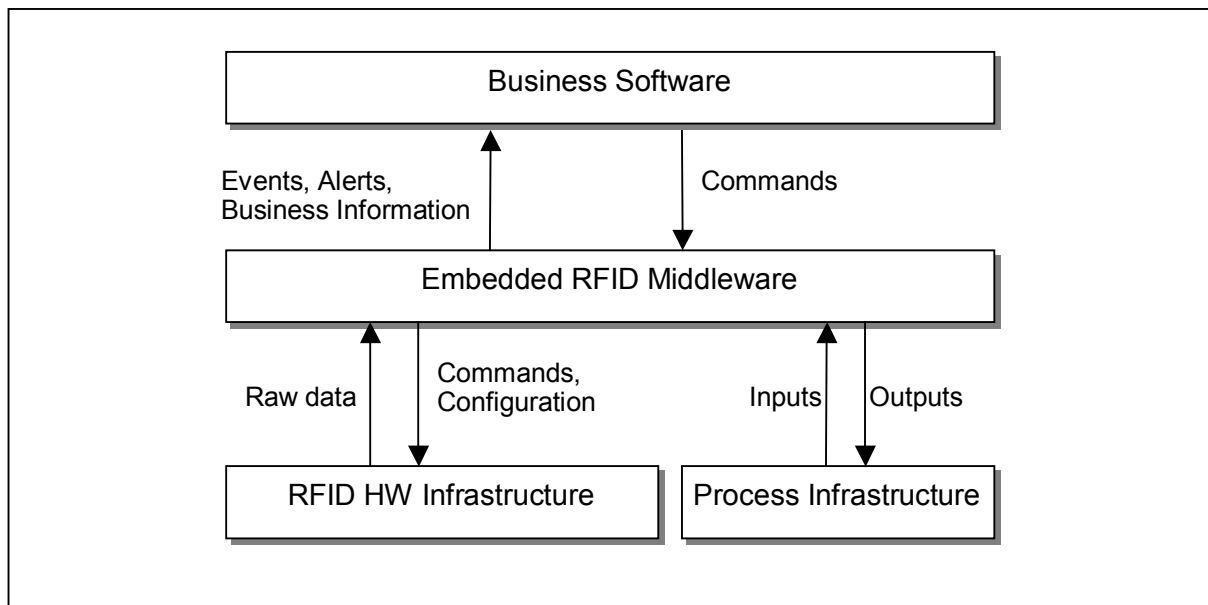 Business Software
Events, Alerts,
Business Information
Commands
Embedded RFID Middleware
Raw data
Commands,
Configuration
Inputs
Outputs
RFID HW Infrastructure
Process Infrastructure